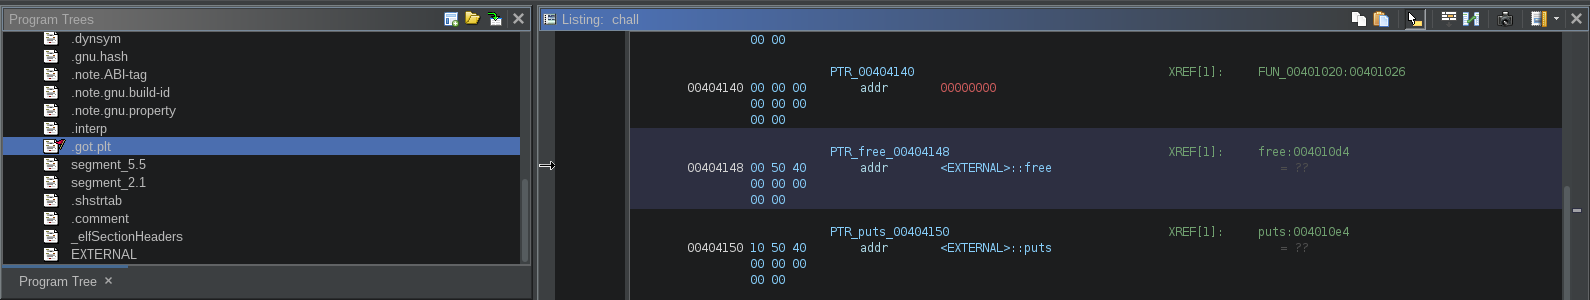 Program Trees
.dynsym
.gnu.hash
.note.ABI-tag
.note.gnu.build-id
.note.gnu.property
.interp
.got.plt
segment_5.5
segment_2.1
.shstrtab
.comment
_elfSectionHeaders
EXTERNAL
Program Tree
Listing: chall
00 00
PTR_00404140 XREF[1]: FUN_00401020:00401026
00404140 00 00 00 addr 00000000
00 00 00
00 00
PTR_free_00404148 XREF[1]: free:004010d4
00404148 00 50 40 addr <EXTERNAL>::free = ??
00 00 00
00 00
PTR_puts_00404150 XREF[1]: puts:004010e4
00404150 10 50 40 addr <EXTERNAL>::puts = ??
00 00 00
00 00